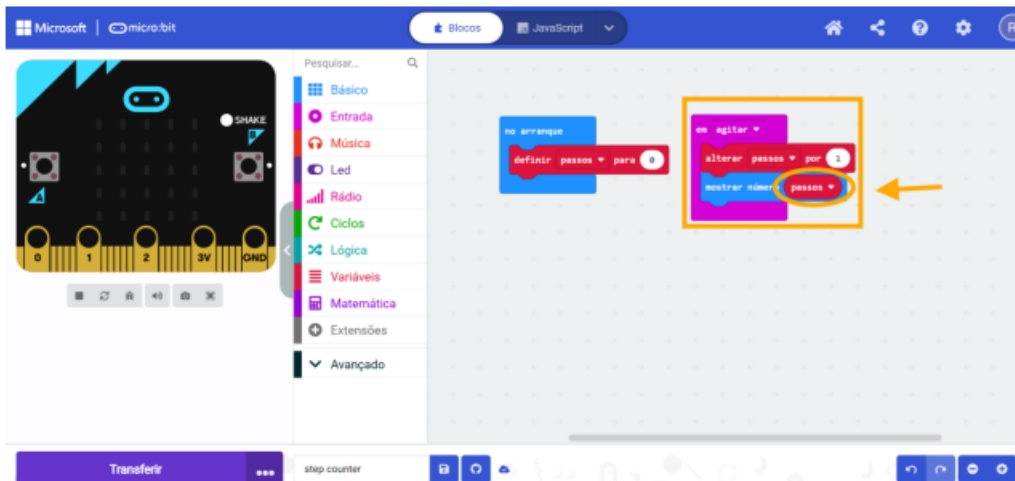 Microsoft | micro:bit
Blocos
JavaScript
R
SHAKE
B
A
0 1 2 3V GND
Pesquisar...
Básico
Entrada
Música
Led
Rádio
Ciclos
Lógica
Variáveis
Matemática
Extensões
Avançado
no arranque
definir passos para 0
em agitar
alterar passos por 1
mostrar número passos
Transferir
step counter